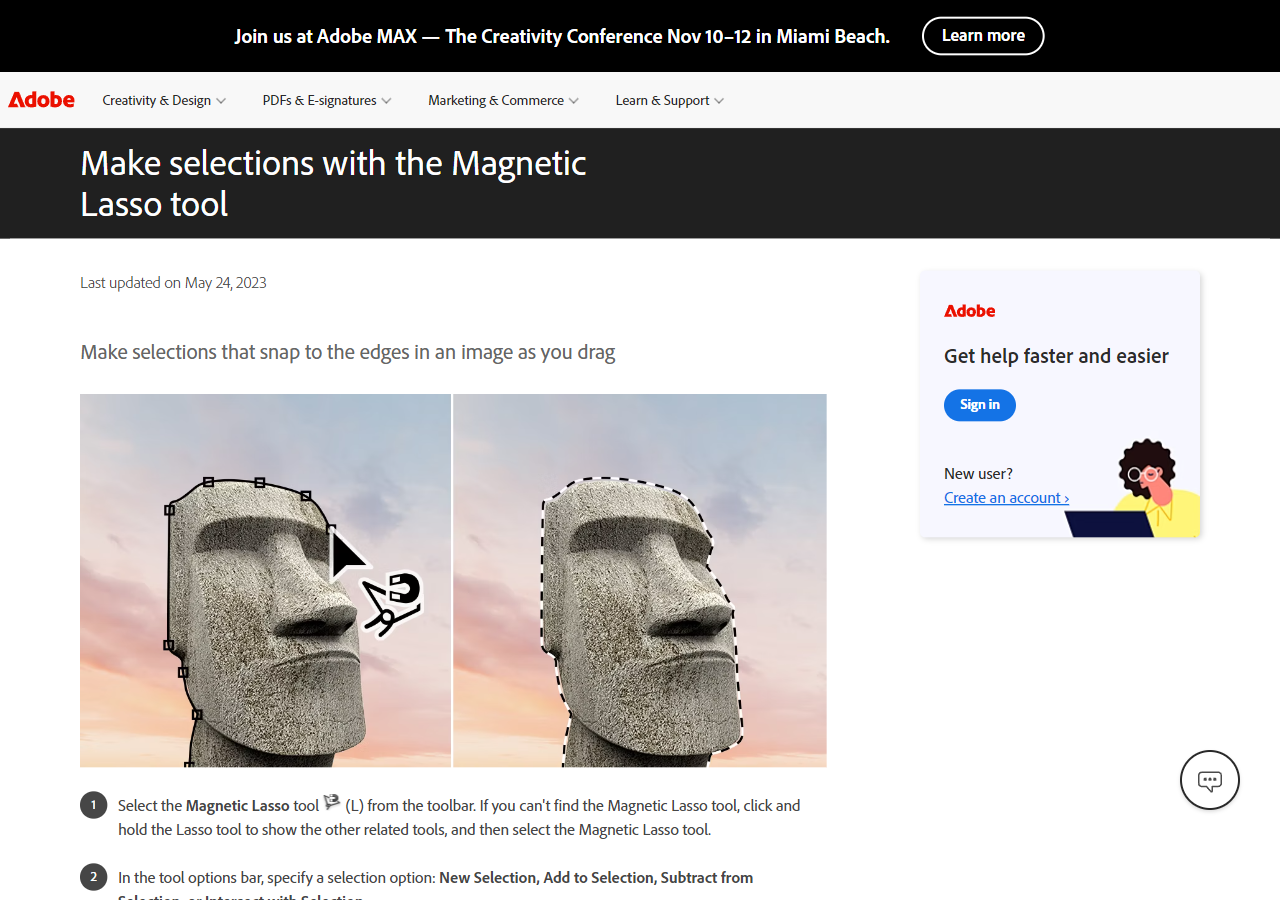 Join us at Adobe MAX — The Creativity Conference Nov 10–12 in Miami Beach.
Learn more
Adobe
Creativity & Design
PDFs & E-signatures
Marketing & Commerce
Learn & Support
Make selections with the Magnetic
Lasso tool
Last updated on May 24, 2023
Make selections that snap to the edges in an image as you drag
Adobe
Get help faster and easier
Sign in
New user?
Create an account ›
1 Select the Magnetic Lasso tool (L) from the toolbar. If you can't find the Magnetic Lasso tool, click and
hold the Lasso tool to show the other related tools, and then select the Magnetic Lasso tool.
2 In the tool options bar, specify a selection option: New Selection, Add to Selection, Subtract from
Selection, or Intersect with Selection.